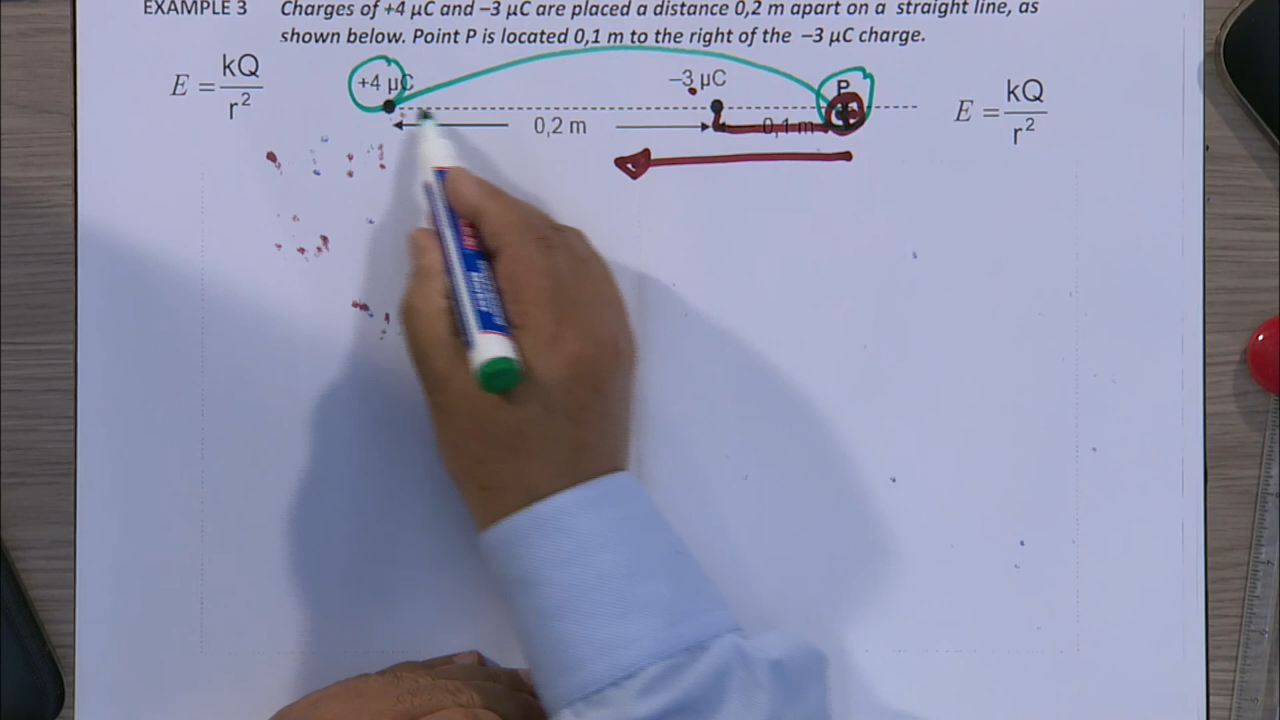 EXAMPLE 3 Charges of +4 μC and –3 μC are placed a distance 0,2 m apart on a straight line, as
shown below. Point P is located 0,1 m to the right of the –3 μC charge.
E = kQ / r²
+4 μC
–3 μC
P
E = kQ / r²
0,2 m
0,1 m